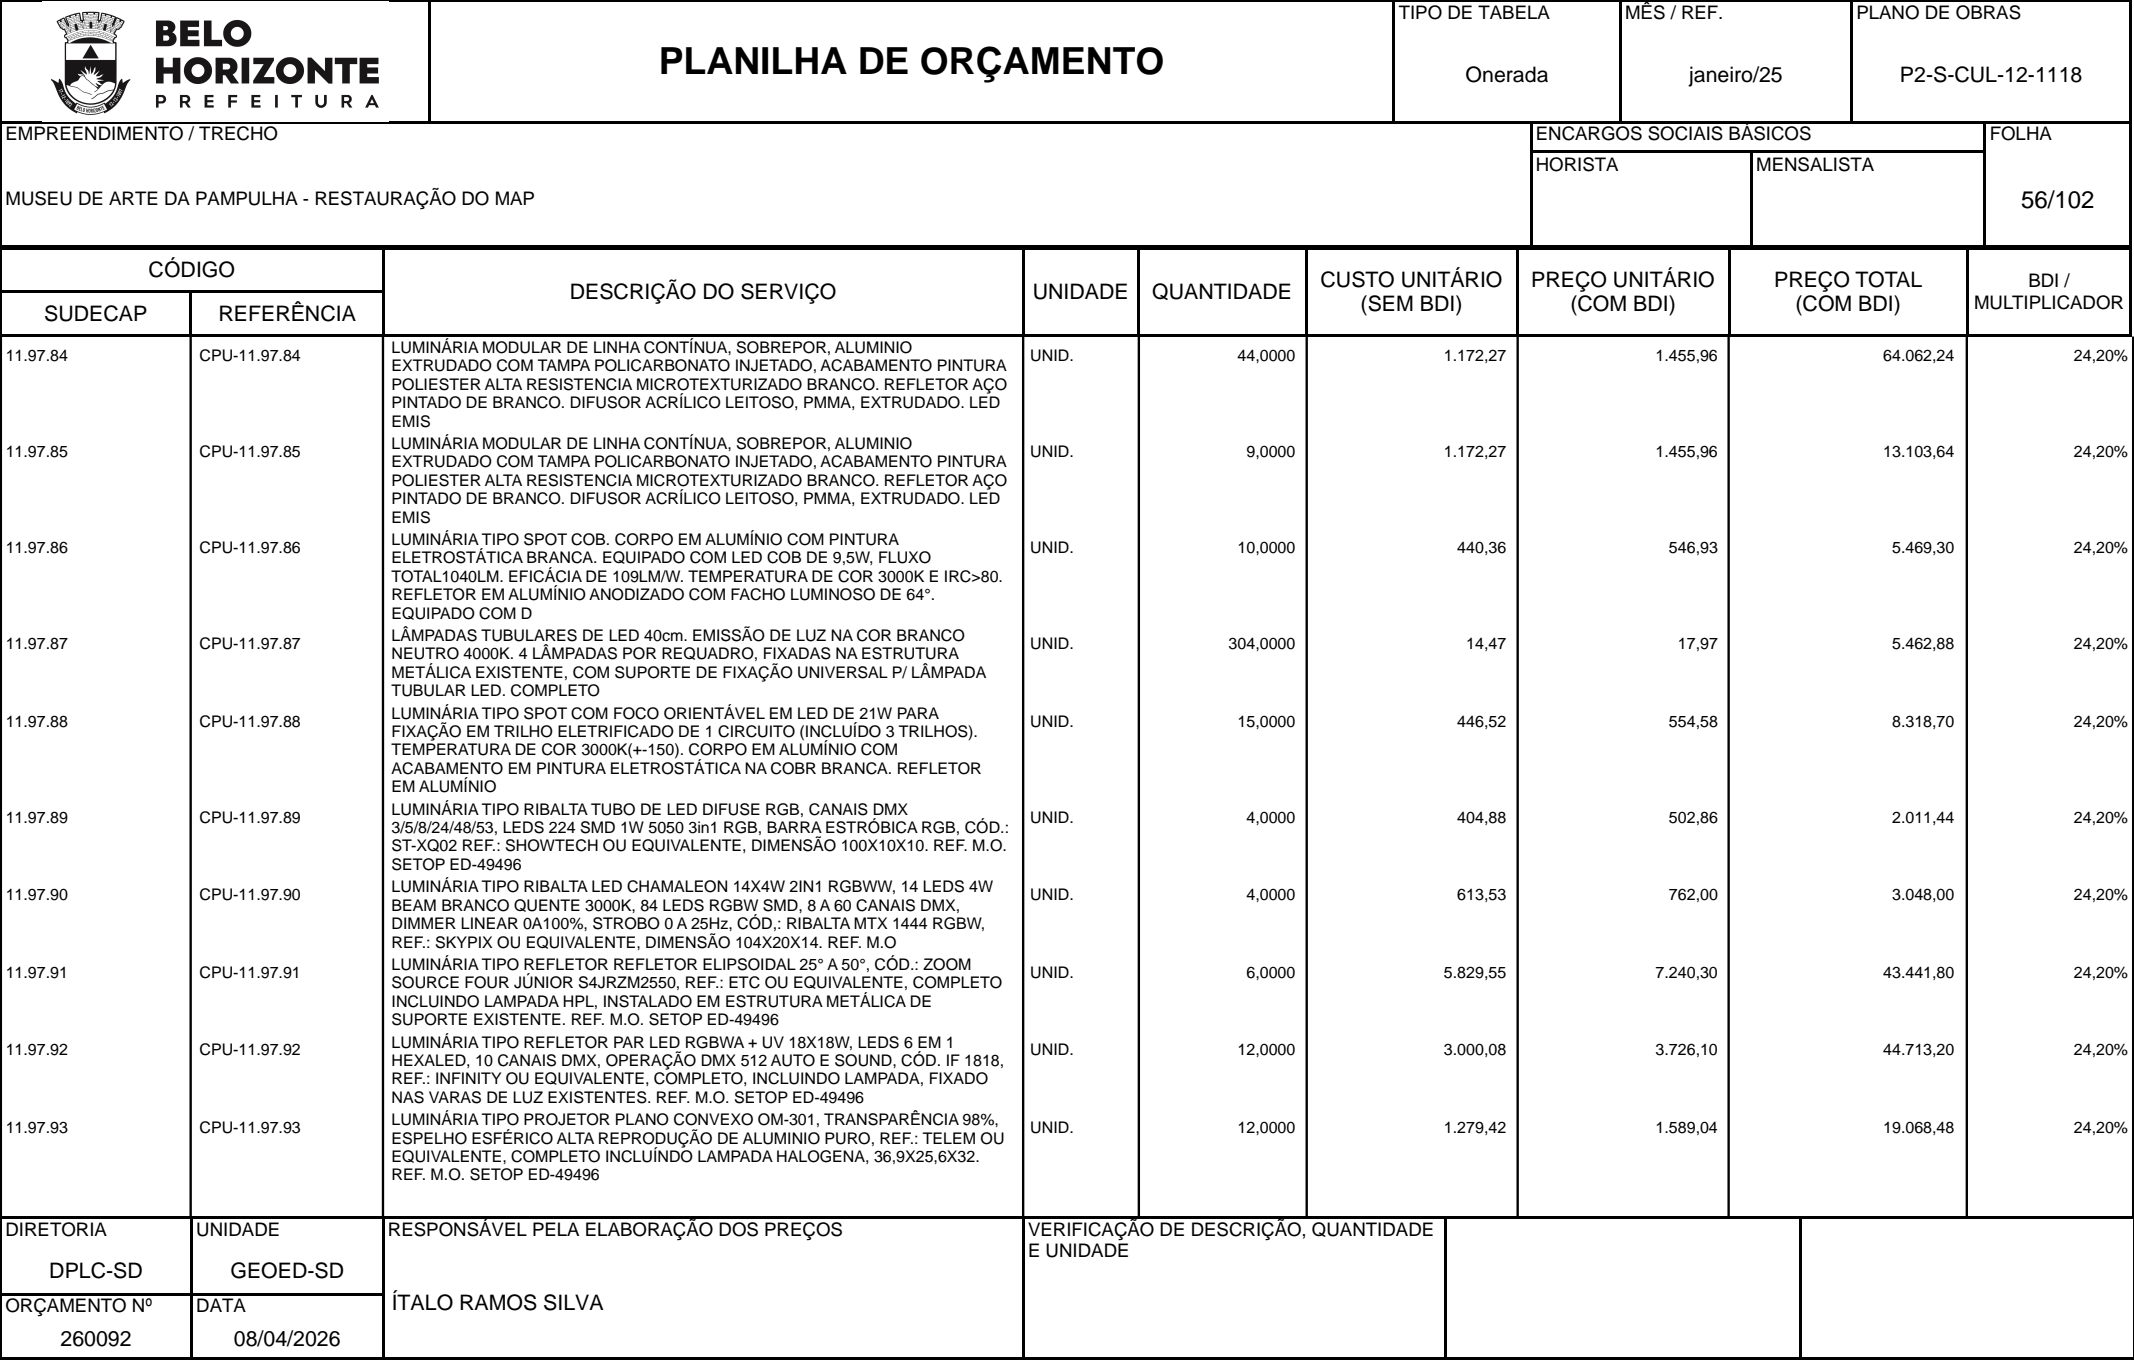 BELO
HORIZONTE
PREFEITURA
PLANILHA DE ORÇAMENTO
TIPO DE TABELA
Onerada
MÊS / REF.
janeiro/25
PLANO DE OBRAS
P2-S-CUL-12-1118
EMPREENDIMENTO / TRECHO
MUSEU DE ARTE DA PAMPULHA - RESTAURAÇÃO DO MAP
ENCARGOS SOCIAIS BÁSICOS
HORISTA
MENSALISTA
FOLHA
56/102
CÓDIGO
SUDECAP
REFERÊNCIA
DESCRIÇÃO DO SERVIÇO
UNIDADE
QUANTIDADE
CUSTO UNITÁRIO
(SEM BDI)
PREÇO UNITÁRIO
(COM BDI)
PREÇO TOTAL
(COM BDI)
BDI /
MULTIPLICADOR
11.97.84 CPU-11.97.84 LUMINÁRIA MODULAR DE LINHA CONTÍNUA, SOBREPOR, ALUMINIO UNID. 44,0000 1.172,27 1.455,96 64.062,24 24,20%
EXTRUDADO COM TAMPA POLICARBONATO INJETADO, ACABAMENTO PINTURA
POLIESTER ALTA RESISTENCIA MICROTEXTURIZADO BRANCO. REFLETOR AÇO
PINTADO DE BRANCO. DIFUSOR ACRÍLICO LEITOSO, PMMA, EXTRUDADO. LED
EMIS
11.97.85 CPU-11.97.85 LUMINÁRIA MODULAR DE LINHA CONTÍNUA, SOBREPOR, ALUMINIO UNID. 9,0000 1.172,27 1.455,96 13.103,64 24,20%
EXTRUDADO COM TAMPA POLICARBONATO INJETADO, ACABAMENTO PINTURA
POLIESTER ALTA RESISTENCIA MICROTEXTURIZADO BRANCO. REFLETOR AÇO
PINTADO DE BRANCO. DIFUSOR ACRÍLICO LEITOSO, PMMA, EXTRUDADO. LED
EMIS
11.97.86 CPU-11.97.86 LUMINÁRIA TIPO SPOT COB. CORPO EM ALUMÍNIO COM PINTURA UNID. 10,0000 440,36 546,93 5.469,30 24,20%
ELETROSTÁTICA BRANCA. EQUIPADO COM LED COB DE 9,5W, FLUXO
TOTAL1040LM. EFICÁCIA DE 109LM/W. TEMPERATURA DE COR 3000K E IRC>80.
REFLETOR EM ALUMÍNIO ANODIZADO COM FACHO LUMINOSO DE 64°.
EQUIPADO COM D
11.97.87 CPU-11.97.87 LÂMPADAS TUBULARES DE LED 40cm. EMISSÃO DE LUZ NA COR BRANCO UNID. 304,0000 14,47 17,97 5.462,88 24,20%
NEUTRO 4000K. 4 LÂMPADAS POR REQUADRO, FIXADAS NA ESTRUTURA
METÁLICA EXISTENTE, COM SUPORTE DE FIXAÇÃO UNIVERSAL P/ LÂMPADA
TUBULAR LED. COMPLETO
11.97.88 CPU-11.97.88 LUMINÁRIA TIPO SPOT COM FOCO ORIENTÁVEL EM LED DE 21W PARA UNID. 15,0000 446,52 554,58 8.318,70 24,20%
FIXAÇÃO EM TRILHO ELETRIFICADO DE 1 CIRCUITO (INCLUÍDO 3 TRILHOS).
TEMPERATURA DE COR 3000K(+-150). CORPO EM ALUMÍNIO COM
ACABAMENTO EM PINTURA ELETROSTÁTICA NA COBR BRANCA. REFLETOR
EM ALUMÍNIO
11.97.89 CPU-11.97.89 LUMINÁRIA TIPO RIBALTA TUBO DE LED DIFUSE RGB, CANAIS DMX UNID. 4,0000 404,88 502,86 2.011,44 24,20%
3/5/8/24/48/53, LEDS 224 SMD 1W 5050 3in1 RGB, BARRA ESTRÓBICA RGB, CÓD.:
ST-XQ02 REF.: SHOWTECH OU EQUIVALENTE, DIMENSÃO 100X10X10. REF. M.O.
SETOP ED-49496
11.97.90 CPU-11.97.90 LUMINÁRIA TIPO RIBALTA LED CHAMALEON 14X4W 2IN1 RGBWW, 14 LEDS 4W UNID. 4,0000 613,53 762,00 3.048,00 24,20%
BEAM BRANCO QUENTE 3000K, 84 LEDS RGBW SMD, 8 A 60 CANAIS DMX,
DIMMER LINEAR 0A100%, STROBO 0 A 25Hz, CÓD,: RIBALTA MTX 1444 RGBW,
REF.: SKYPIX OU EQUIVALENTE, DIMENSÃO 104X20X14. REF. M.O
11.97.91 CPU-11.97.91 LUMINÁRIA TIPO REFLETOR REFLETOR ELIPSOIDAL 25° A 50°, CÓD.: ZOOM UNID. 6,0000 5.829,55 7.240,30 43.441,80 24,20%
SOURCE FOUR JÚNIOR S4JRZM2550, REF.: ETC OU EQUIVALENTE, COMPLETO
INCLUINDO LAMPADA HPL, INSTALADO EM ESTRUTURA METÁLICA DE
SUPORTE EXISTENTE. REF. M.O. SETOP ED-49496
11.97.92 CPU-11.97.92 LUMINÁRIA TIPO REFLETOR PAR LED RGBWA + UV 18X18W, LEDS 6 EM 1 UNID. 12,0000 3.000,08 3.726,10 44.713,20 24,20%
HEXALED, 10 CANAIS DMX, OPERAÇÃO DMX 512 AUTO E SOUND, CÓD. IF 1818,
REF.: INFINITY OU EQUIVALENTE, COMPLETO, INCLUINDO LAMPADA, FIXADO
NAS VARAS DE LUZ EXISTENTES. REF. M.O. SETOP ED-49496
11.97.93 CPU-11.97.93 LUMINÁRIA TIPO PROJETOR PLANO CONVEXO OM-301, TRANSPARÊNCIA 98%, UNID. 12,0000 1.279,42 1.589,04 19.068,48 24,20%
ESPELHO ESFÉRICO ALTA REPRODUÇÃO DE ALUMINIO PURO, REF.: TELEM OU
EQUIVALENTE, COMPLETO INCLUÍNDO LAMPADA HALOGENA, 36,9X25,6X32.
REF. M.O. SETOP ED-49496
DIRETORIA
DPLC-SD
UNIDADE
GEOED-SD
RESPONSÁVEL PELA ELABORAÇÃO DOS PREÇOS
ÍTALO RAMOS SILVA
VERIFICAÇÃO DE DESCRIÇÃO, QUANTIDADE
E UNIDADE
ORÇAMENTO Nº
260092
DATA
08/04/2026